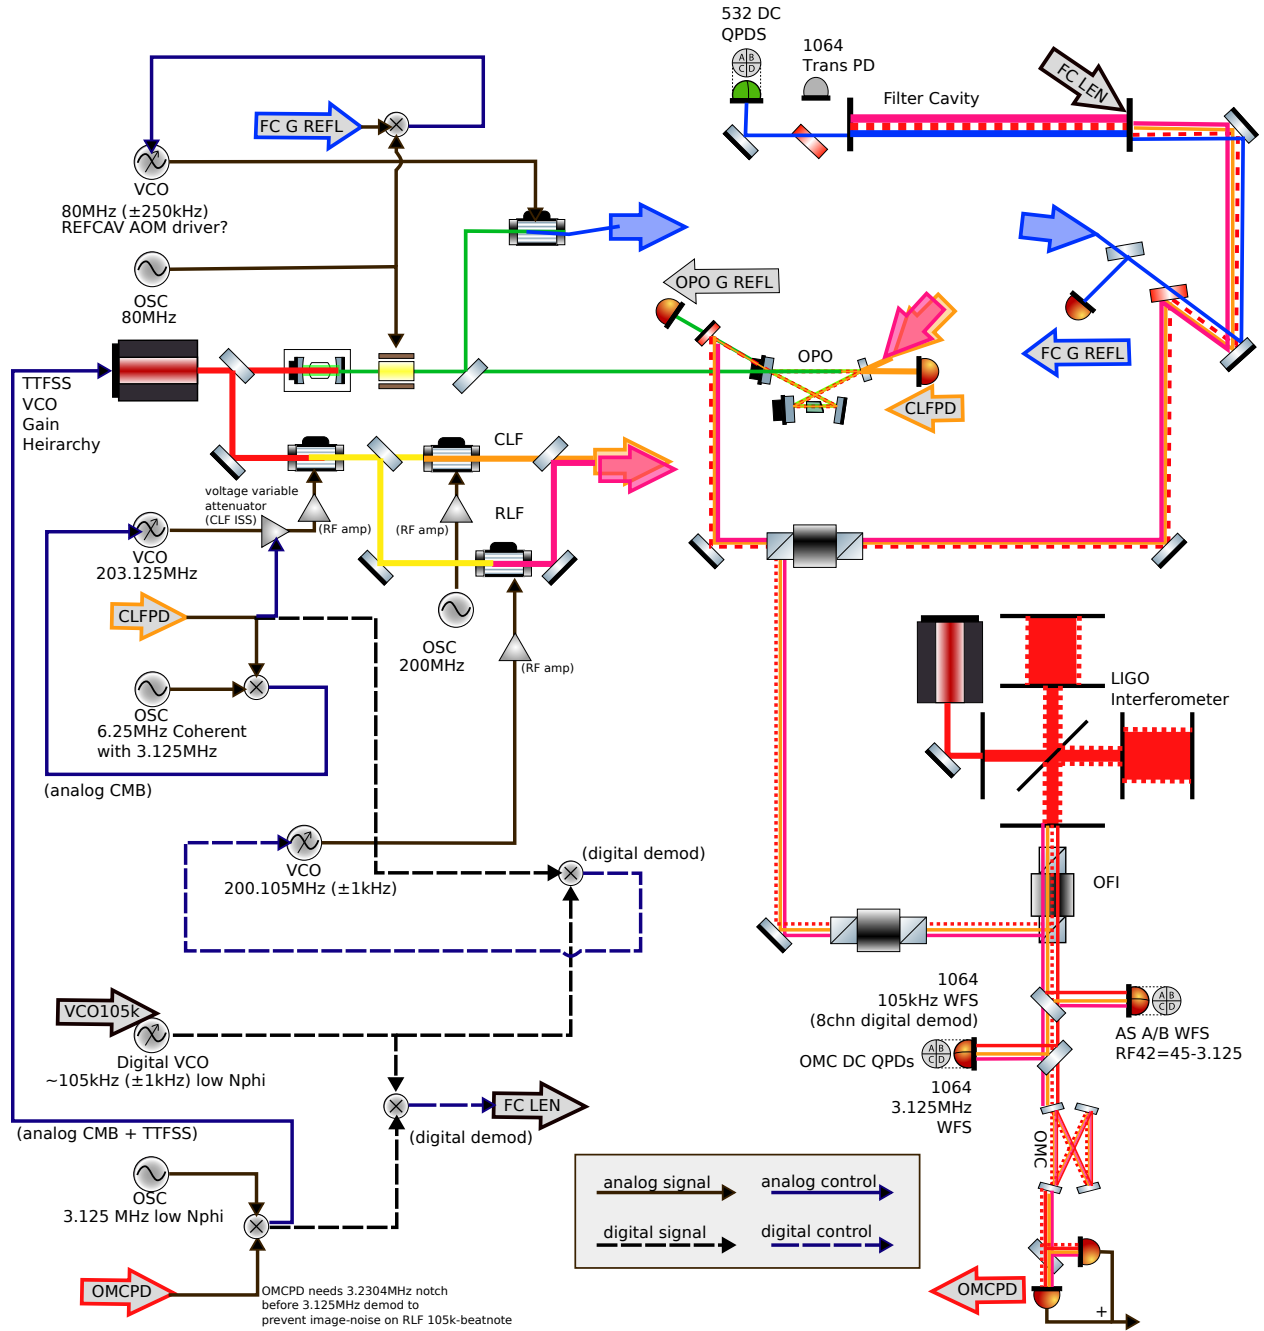 532 DC
QPDS
A B
C D
1064
Trans PD
FC LEN
Filter Cavity
FC G REFL
VCO
80MHz (±250kHz)
REFCAV AOM driver?
OSC
80MHz
OPO G REFL
OPO
FC G REFL
CLFPD
TTFSS
VCO
Gain
Heirarchy
CLF
voltage variable
attenuator
(CLF ISS)
(RF amp)
(RF amp)
RLF
VCO
203.125MHz
CLFPD
OSC
200MHz
(RF amp)
OSC
6.25MHz Coherent
with 3.125MHz
(analog CMB)
LIGO
Interferometer
VCO
200.105MHz (±1kHz)
(digital demod)
OFI
VCO105k
Digital VCO
~105kHz (±1kHz) low Nphi
1064
105kHz WFS
(8chn digital demod)
A B
C D
AS A/B WFS
RF42=45-3.125
OMC DC QPDs
A B
C D
1064
3.125MHz
WFS
FC LEN
(digital demod)
(analog CMB + TTFSS)
OMC
OSC
3.125 MHz low Nphi
analog signal
analog control
digital signal
digital control
OMCPD
OMCPD needs 3.2304MHz notch
before 3.125MHz demod to
prevent image-noise on RLF 105k-beatnote
OMCPD
+